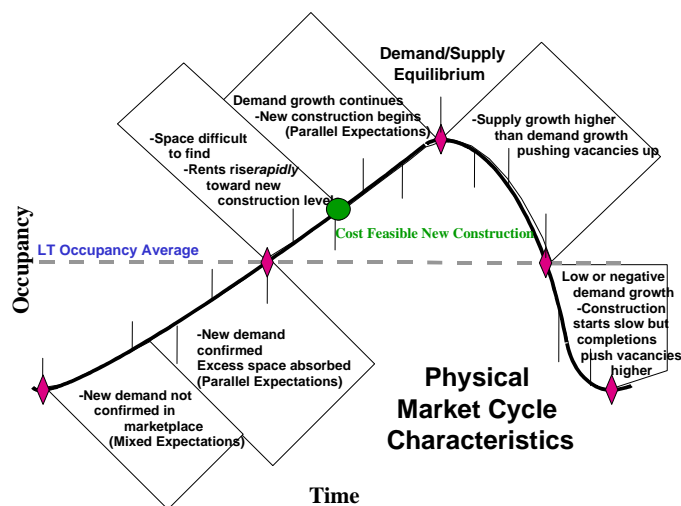 Demand/Supply
Equilibrium
Demand growth continues
-New construction begins
(Parallel Expectations)
-Supply growth higher
than demand growth
pushing vacancies up
-Space difficult
to find
-Rents rise rapidly
toward new
construction level
Cost Feasible New Construction
LT Occupancy Average
Occupancy
Low or negative
demand growth
-Construction
starts slow but
completions
push vacancies
higher
-New demand
confirmed
Excess space absorbed
(Parallel Expectations)
-New demand not
confirmed in
marketplace
(Mixed Expectations)
Physical
Market Cycle
Characteristics
Time